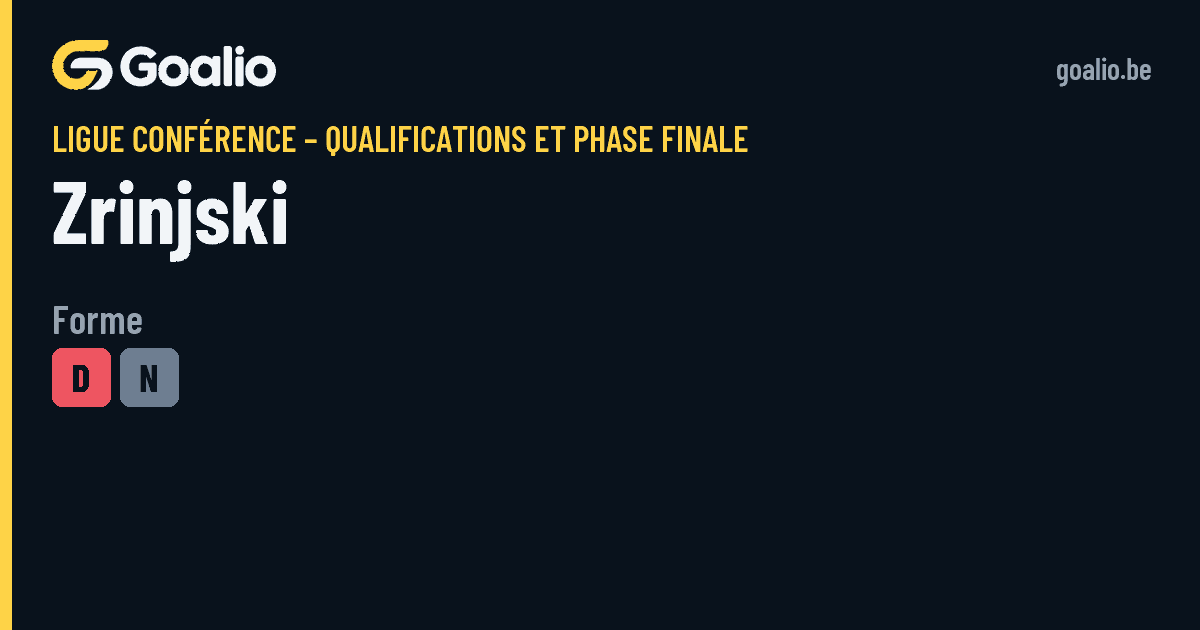 Goalio
goalio.be
LIGUE CONFÉRENCE – QUALIFICATIONS ET PHASE FINALE
Zrinjski
Forme
D N